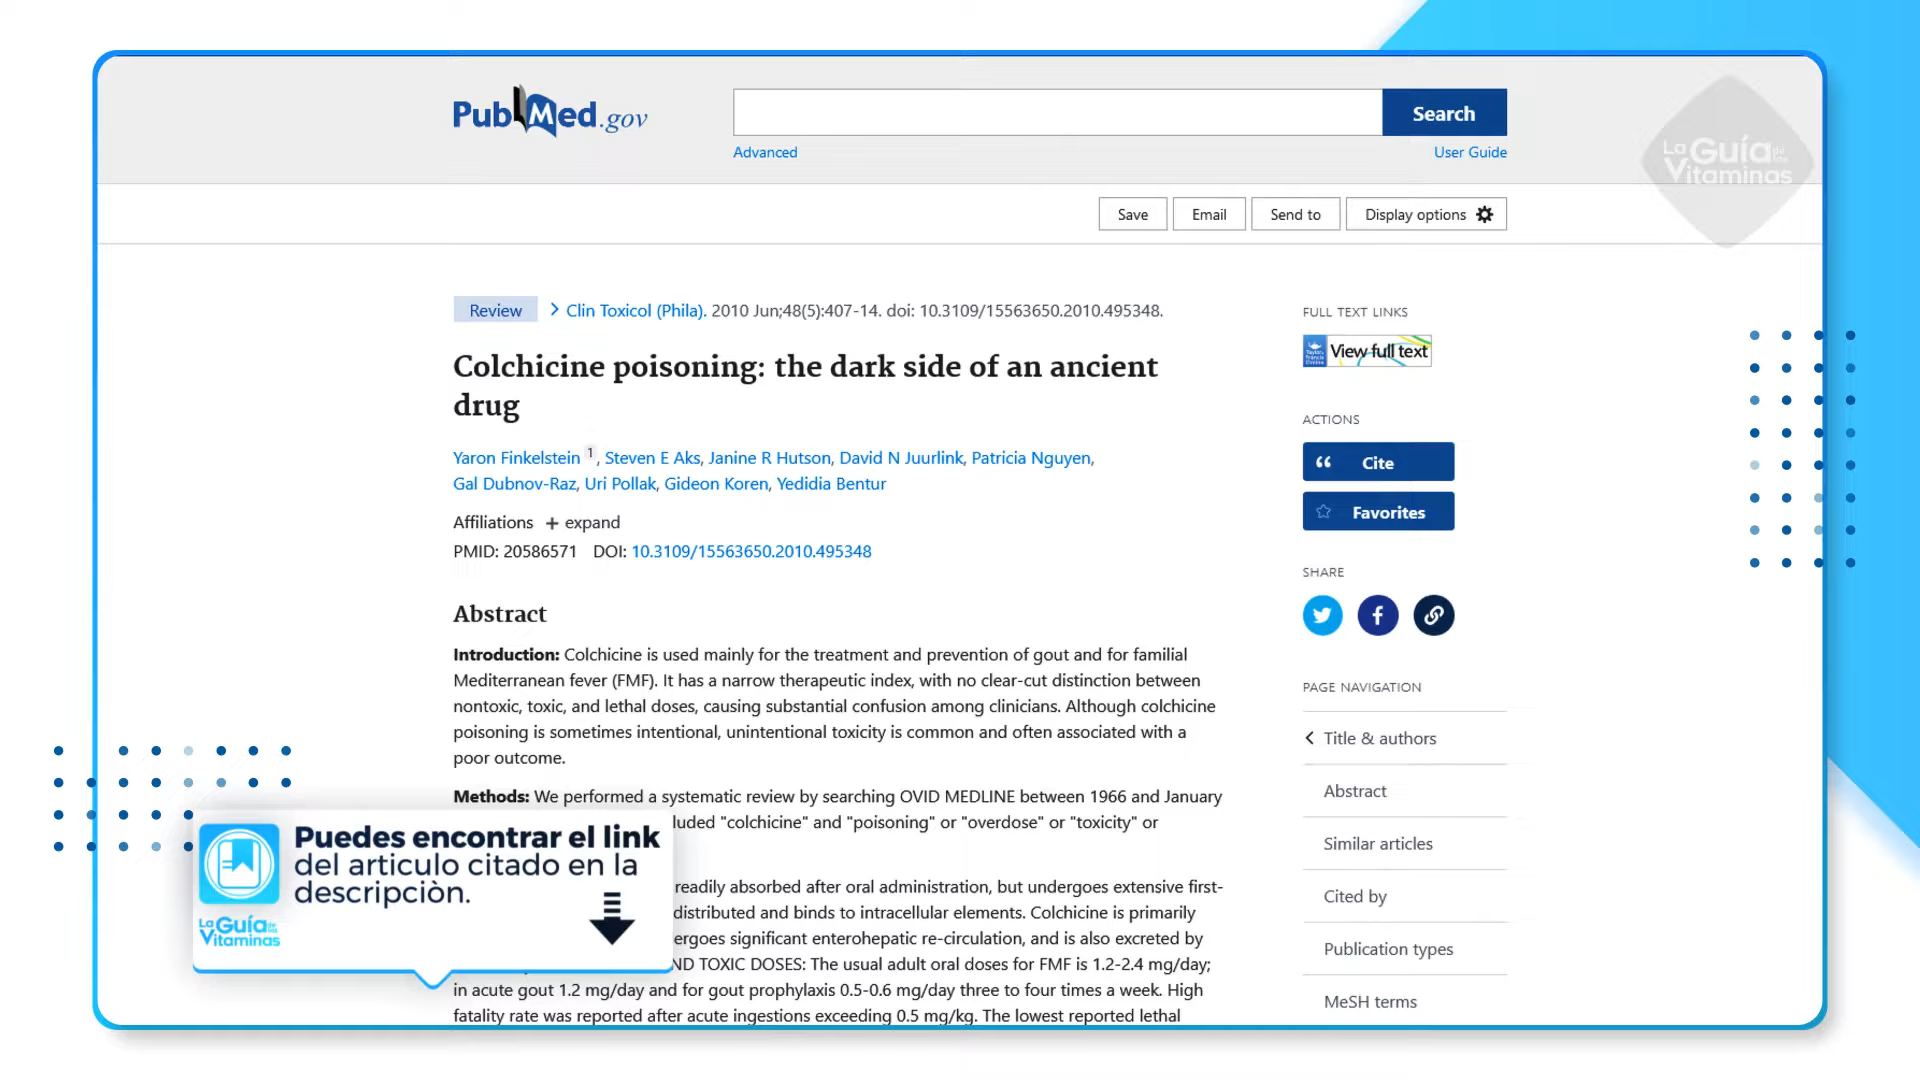 PubMed.gov
Search
Advanced
User Guide
La Guía de las
Vitaminas
Save
Email
Send to
Display options
Review
Clin Toxicol (Phila). 2010 Jun;48(5):407-14. doi: 10.3109/15563650.2010.495348.
Colchicine poisoning: the dark side of an ancient
drug
Yaron Finkelstein 1, Steven E Aks, Janine R Hutson, David N Juurlink, Patricia Nguyen,
Gal Dubnov-Raz, Uri Pollak, Gideon Koren, Yedidia Bentur
Affiliations + expand
PMID: 20586571 DOI: 10.3109/15563650.2010.495348
Abstract
Introduction: Colchicine is used mainly for the treatment and prevention of gout and for familial
Mediterranean fever (FMF). It has a narrow therapeutic index, with no clear-cut distinction between
nontoxic, toxic, and lethal doses, causing substantial confusion among clinicians. Although colchicine
poisoning is sometimes intentional, unintentional toxicity is common and often associated with a
poor outcome.
Methods: We performed a systematic review by searching OVID MEDLINE between 1966 and January
luded "colchicine" and "poisoning" or "overdose" or "toxicity" or
readily absorbed after oral administration, but undergoes extensive first-
distributed and binds to intracellular elements. Colchicine is primarily
ergoes significant enterohepatic re-circulation, and is also excreted by
ND TOXIC DOSES: The usual adult oral doses for FMF is 1.2-2.4 mg/day;
in acute gout 1.2 mg/day and for gout prophylaxis 0.5-0.6 mg/day three to four times a week. High
fatality rate was reported after acute ingestions exceeding 0.5 mg/kg. The lowest reported lethal
Puedes encontrar el link
del articulo citado en la
descripciòn.
La Guía de las
Vitaminas
FULL TEXT LINKS
Taylor & Francis Online
View full text
ACTIONS
Cite
Favorites
SHARE
PAGE NAVIGATION
Title & authors
Abstract
Similar articles
Cited by
Publication types
MeSH terms